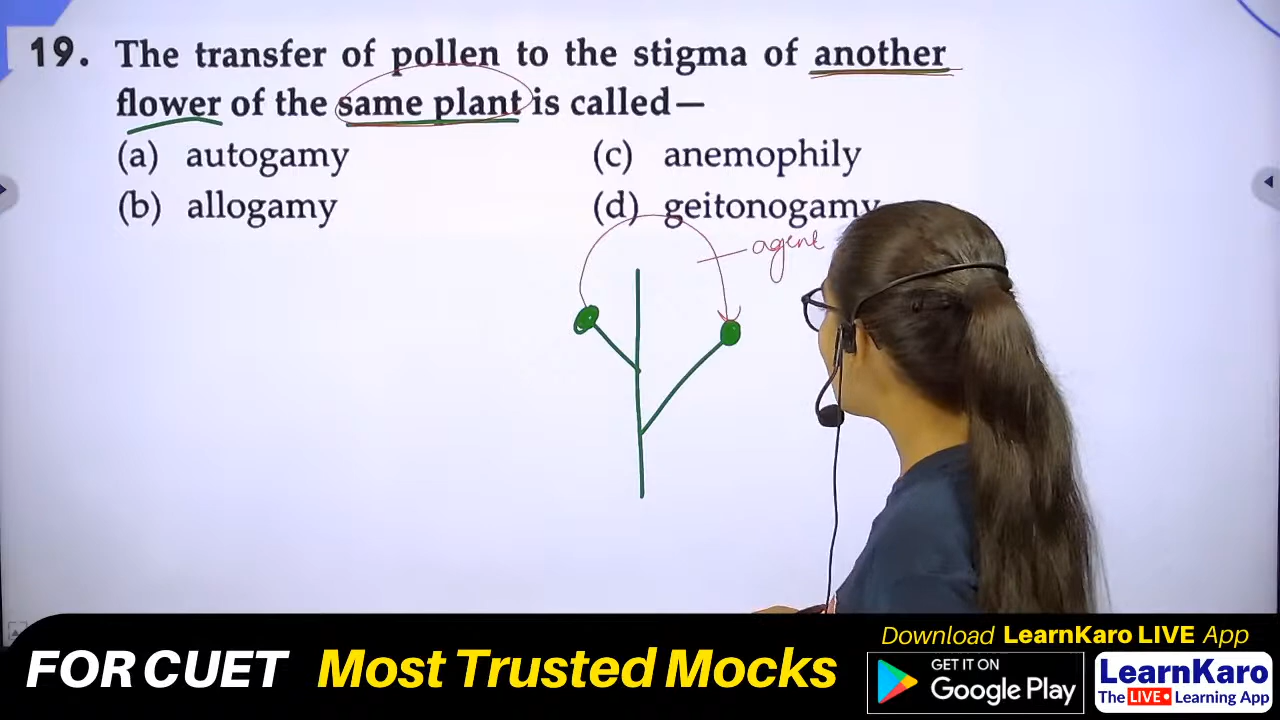 19. The transfer of pollen to the stigma of another
flower of the same plant is called—
(a) autogamy
(c) anemophily
(b) allogamy
(d) geitonogamy
agent
FOR CUET Most Trusted Mocks
Download LearnKaro LIVE App
GET IT ON
Google Play
LearnKaro
The LIVE Learning App